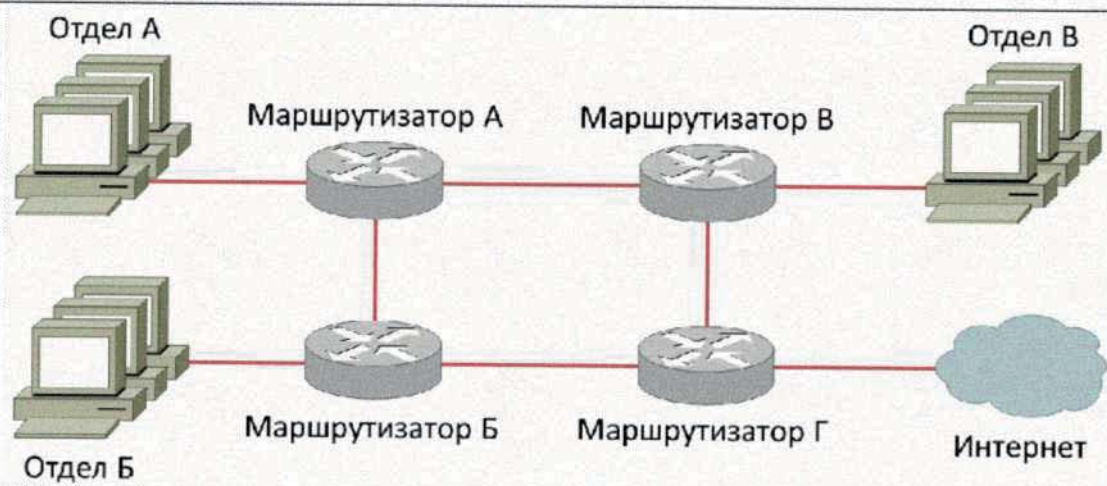 Отдел А
Отдел В
Маршрутизатор А
Маршрутизатор В
Маршрутизатор Б
Маршрутизатор Г
Интернет
Отдел Б